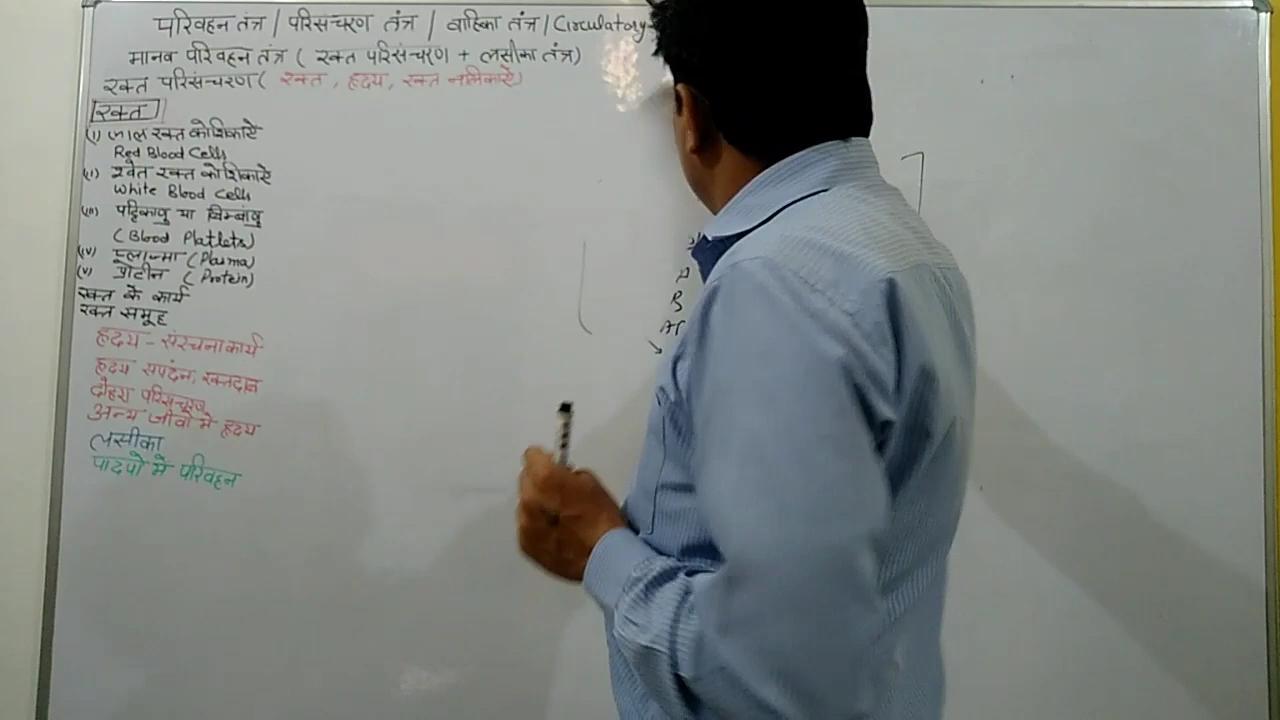 परिवहन तंत्र / परिसंचरण तंत्र / वाहिका तंत्र / Circulatory
मानव परिवहन तंत्र ( रक्त परिसंचरण + लसीका तंत्र)
रक्त परिसंचरण ( रक्त , हृदय, रक्त नलिकाऐं)
रक्त
(i) लाल रक्त कोशिकाऐं
Red Blood Cells
(ii) श्वेत रक्त कोशिकाऐं
White Blood Cells
(iii) पट्टिकाणु या बिम्बाणु
(Blood Platlets)
(iv) प्लाज्मा (Plasma)
(v) प्रोटीन ( Protein)
रक्त के कार्य
रक्त समूह
हृदय - संरचना कार्य
हृदय स्पंदन, रक्तदान
दोहरा परिसंचरण
अन्य जीवों मे हृदय
लसीका
पादपों में परिवहन
A
B